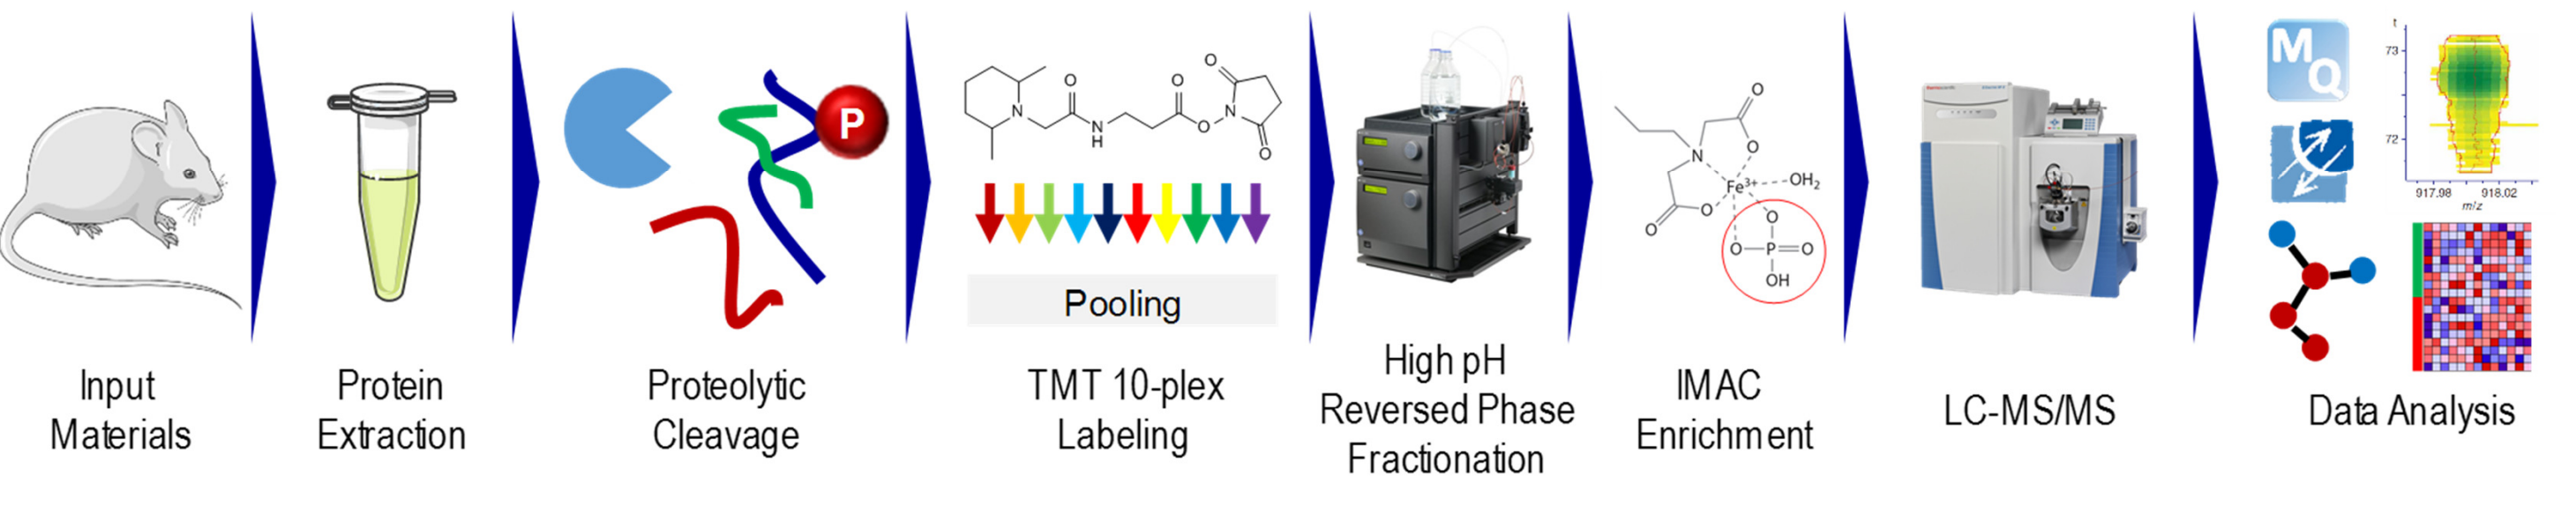 Input
Materials
Protein
Extraction
P
Proteolytic
Cleavage
O
O
O
N
N
H
O
N
O
O
Pooling
TMT 10-plex
Labeling
High pH
Reversed Phase
Fractionation
O
O
N
Fe3+
OH2
O
O
O
O
P
O
OH
IMAC
Enrichment
LC-MS/MS
M
Q
t
73
72
917.98
918.02
m/z
Data Analysis